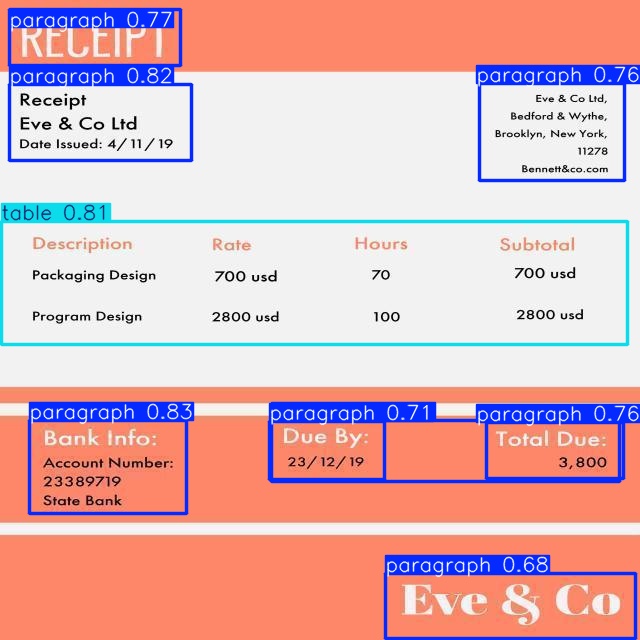 paragraph 0.77
RECEIPT
paragraph 0.82
Receipt
Eve & Co Ltd
Date Issued: 4/11/19
paragraph 0.76
Eve & Co Ltd,
Bedford & Wythe,
Brooklyn, New York,
11278
Bennett&co.com
table 0.81
Description Rate Hours Subtotal
Packaging Design 700 usd 70 700 usd
Program Design 2800 usd 100 2800 usd
paragraph 0.83
Bank Info:
Account Number:
23389719
State Bank
paragraph 0.71
Due By:
23/12/19
paragraph 0.76
Total Due:
3,800
paragraph 0.68
Eve & Co